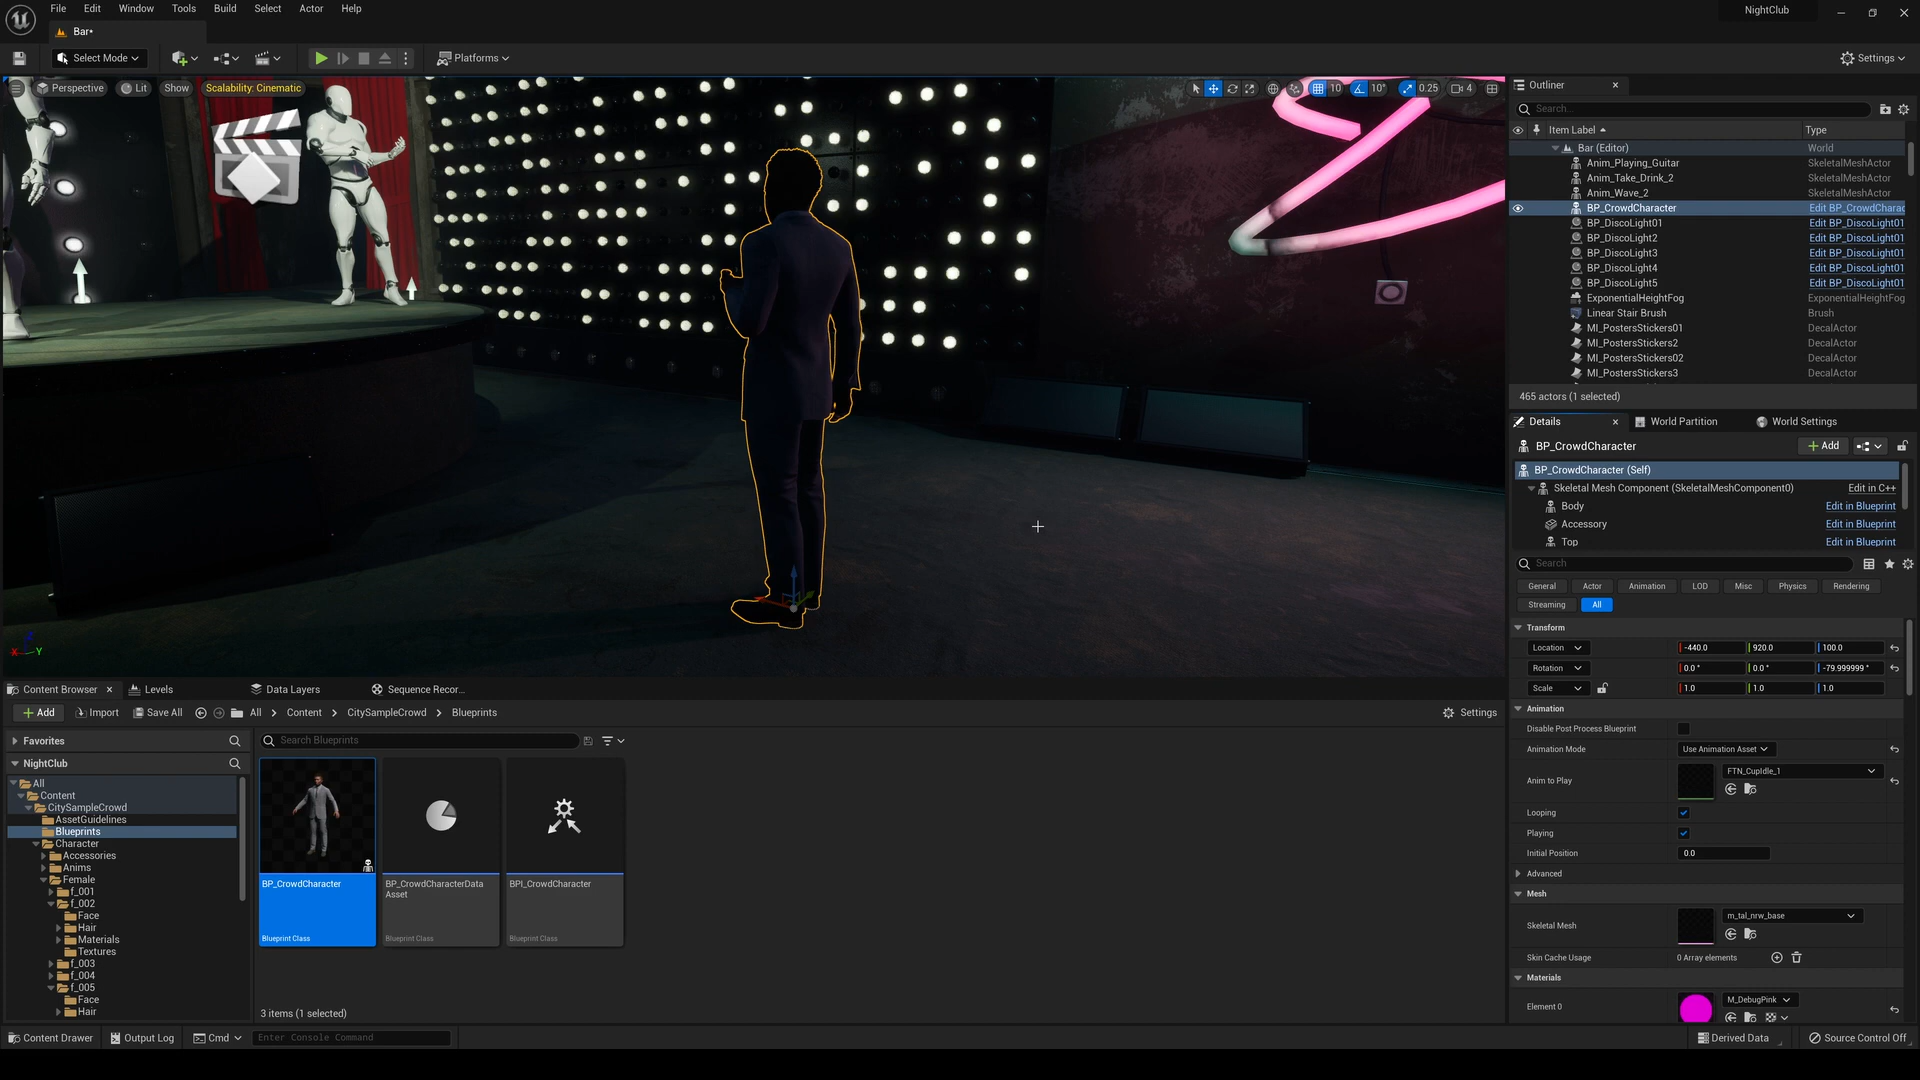 File Edit Window Tools Build Select Actor Help
NightClub
Bar•
Select Mode
Platforms
Settings
Perspective Lit Show Scalability: Cinematic
10 10° 0.25 4
Outliner
Search...
Item Label Type
Bar (Editor) World
Anim_Playing_Guitar SkeletalMeshActor
Anim_Take_Drink_2 SkeletalMeshActor
Anim_Wave_2 SkeletalMeshActor
BP_CrowdCharacter Edit BP_CrowdCharac
BP_DiscoLight01 Edit BP_DiscoLight01
BP_DiscoLight2 Edit BP_DiscoLight01
BP_DiscoLight3 Edit BP_DiscoLight01
BP_DiscoLight4 Edit BP_DiscoLight01
BP_DiscoLight5 Edit BP_DiscoLight01
ExponentialHeightFog ExponentialHeightFog
Linear Stair Brush Brush
MI_PostersStickers01 DecalActor
MI_PostersStickers2 DecalActor
MI_PostersStickers02 DecalActor
MI_PostersStickers3 DecalActor
465 actors (1 selected)
Details World Partition World Settings
BP_CrowdCharacter Add
BP_CrowdCharacter (Self)
Skeletal Mesh Component (SkeletalMeshComponent0) Edit in C++
Body Edit in Blueprint
Accessory Edit in Blueprint
Top Edit in Blueprint
Search
General Actor Animation LOD Misc Physics Rendering
Streaming All
Transform
Location -440.0 920.0 100.0
Rotation 0.0 ° 0.0 ° -79.999999 °
Scale 1.0 1.0 1.0
Animation
Disable Post Process Blueprint
Animation Mode Use Animation Asset
Anim to Play FTN_CupIdle_1
Looping
Playing
Initial Position 0.0
Advanced
Mesh
Skeletal Mesh m_tal_nrw_base
Skin Cache Usage 0 Array elements
Materials
Element 0 M_DebugPink
X Y
Content Browser Levels Data Layers Sequence Recor...
Add Import Save All All Content CitySampleCrowd Blueprints Settings
Favorites
Search Blueprints
NightClub
All
Content
CitySampleCrowd
AssetGuidelines
Blueprints
Character
Accessories
Anims
Female
f_001
f_002
Face
Hair
Materials
Textures
f_003
f_004
f_005
Face
Hair
BP_CrowdCharacter
Blueprint Class
BP_CrowdCharacterData
Asset
Blueprint Class
BPI_CrowdCharacter
Blueprint Class
3 items (1 selected)
Content Drawer Output Log Cmd Enter Console Command
Derived Data Source Control Off